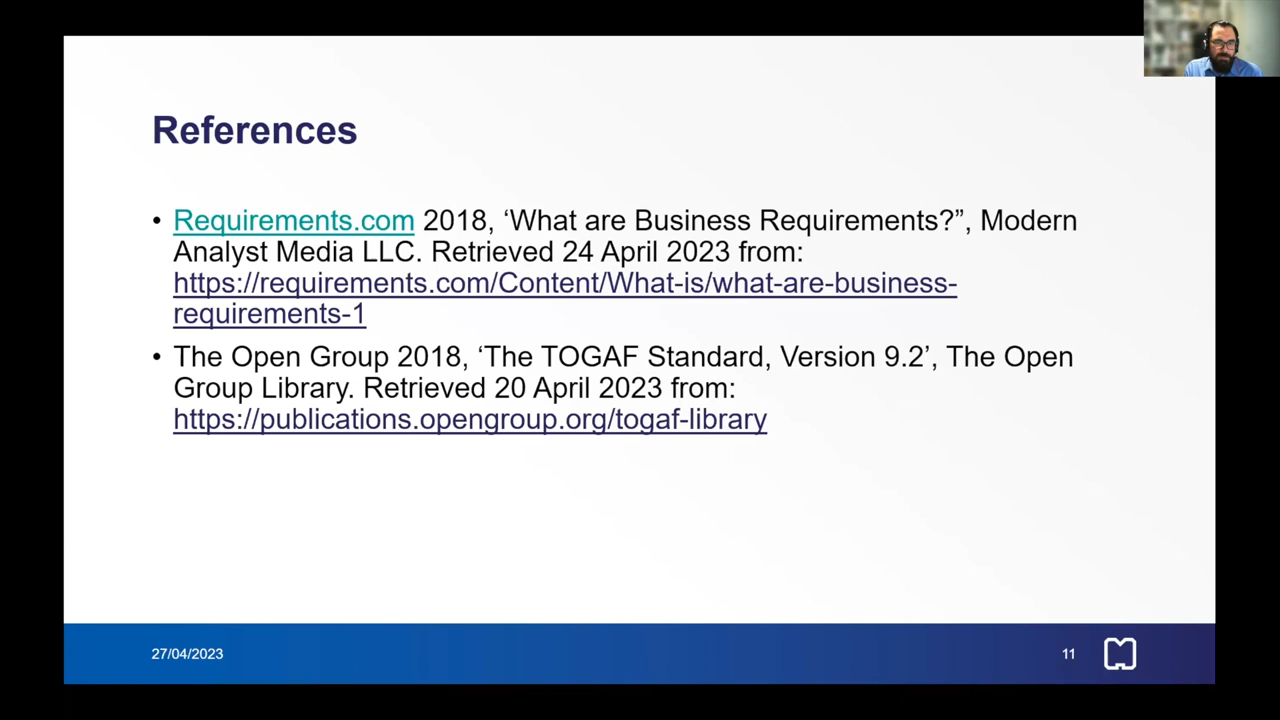 References
• Requirements.com 2018, ‘What are Business Requirements?”, Modern
Analyst Media LLC. Retrieved 24 April 2023 from:
https://requirements.com/Content/What-is/what-are-business-
requirements-1
• The Open Group 2018, ‘The TOGAF Standard, Version 9.2’, The Open
Group Library. Retrieved 20 April 2023 from:
https://publications.opengroup.org/togaf-library
27/04/2023
11